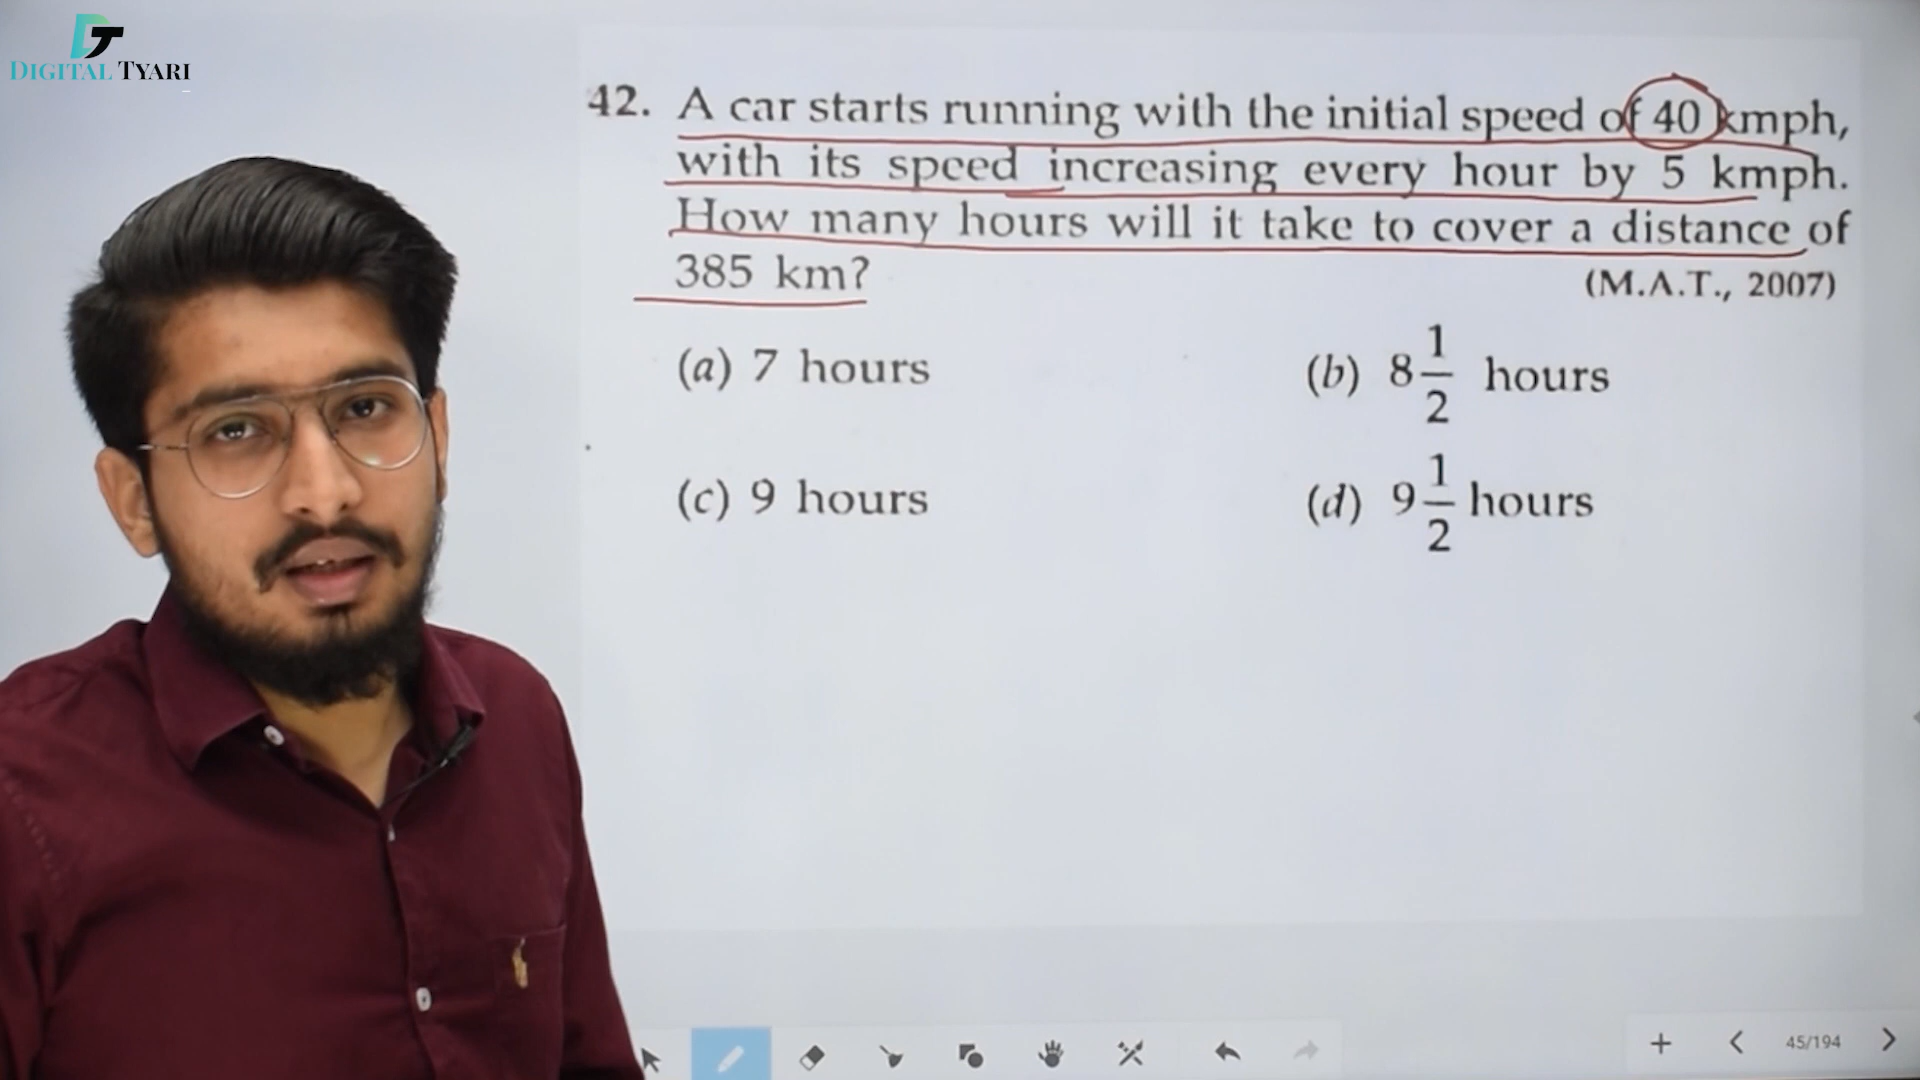 DT
DIGITAL TYARI
42. A car starts running with the initial speed of 40 kmph,
with its speed increasing every hour by 5 kmph.
How many hours will it take to cover a distance of
385 km? (M.A.T., 2007)
(a) 7 hours (b) 8 1/2 hours
(c) 9 hours (d) 9 1/2 hours
45/194